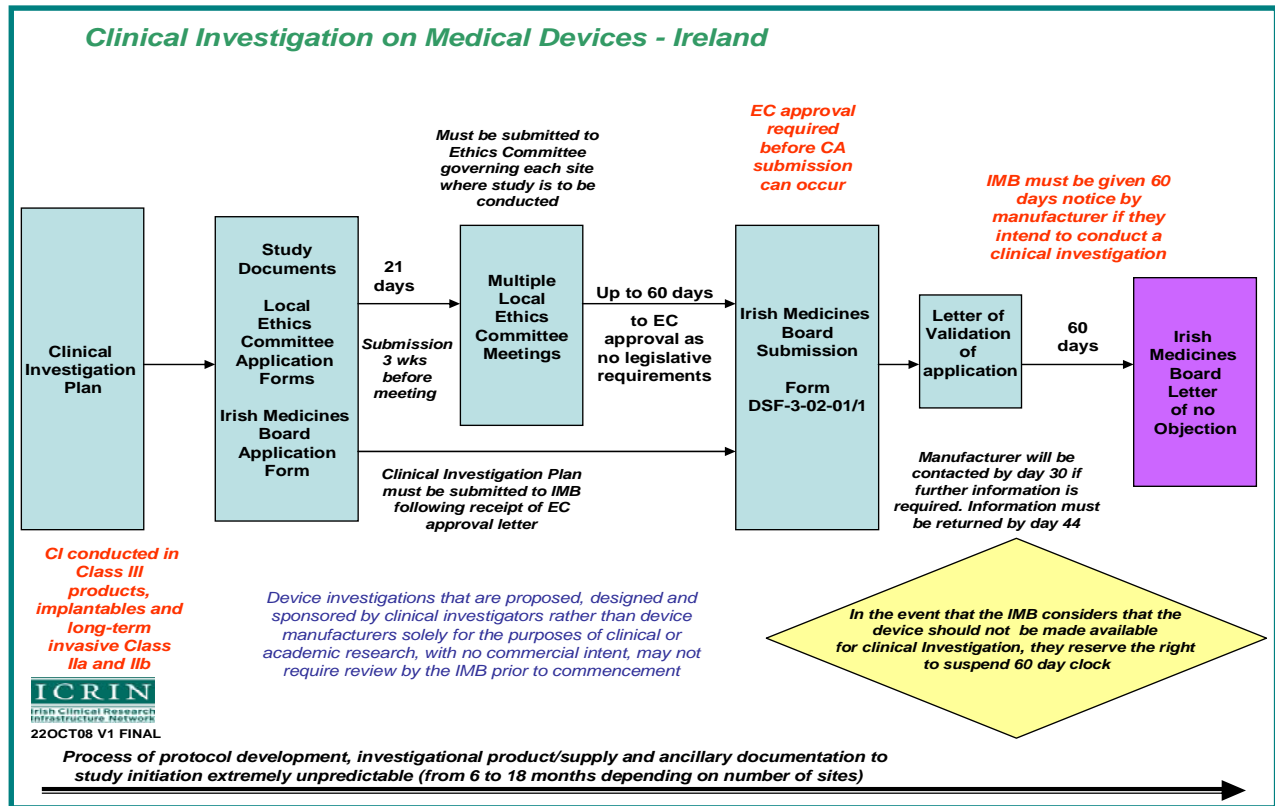 Clinical Investigation on Medical Devices - Ireland
Must be submitted to
Ethics Committee
governing each site
where study is to be
conducted
EC approval
required
before CA
submission
can occur
IMB must be given 60
days notice by
manufacturer if they
intend to conduct a
clinical investigation
Clinical
Investigation
Plan
Study
Documents
Local
Ethics
Committee
Application
Forms
Irish Medicines
Board
Application
Form
21
days
Submission
3 wks
before
meeting
Multiple
Local
Ethics
Committee
Meetings
Up to 60 days
to EC
approval as
no legislative
requirements
Irish Medicines
Board
Submission
Form
DSF-3-02-01/1
Letter of
Validation
of
application
60
days
Irish
Medicines
Board
Letter
of no
Objection
Clinical Investigation Plan
must be submitted to IMB
following receipt of EC
approval letter
Manufacturer will be
contacted by day 30 if
further information is
required. Information must
be returned by day 44
CI conducted in
Class III
products,
implantables and
long-term
invasive Class
IIa and IIb
Device investigations that are proposed, designed and
sponsored by clinical investigators rather than device
manufacturers solely for the purposes of clinical or
academic research, with no commercial intent, may not
require review by the IMB prior to commencement
In the event that the IMB considers that the
device should not be made available
for clinical Investigation, they reserve the right
to suspend 60 day clock
ICRIN
Irish Clinical Research
Infrastructure Network
22OCT08 V1 FINAL
Process of protocol development, investigational product/supply and ancillary documentation to
study initiation extremely unpredictable (from 6 to 18 months depending on number of sites)